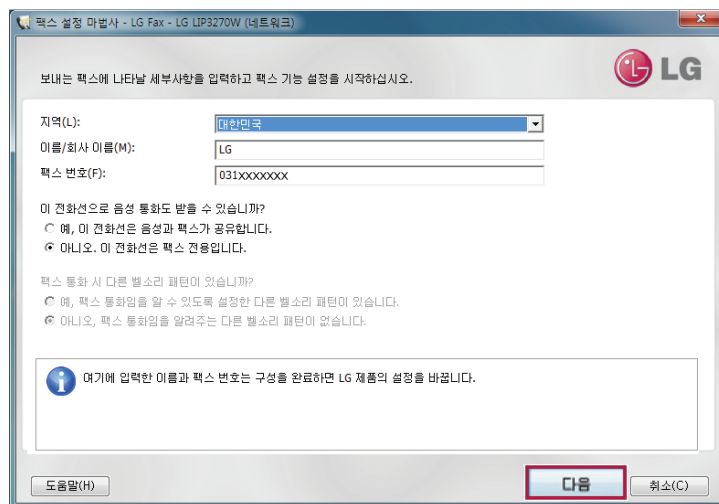 팩스 설정 마법사 - LG Fax - LG LIP3270W (네트워크)
보내는 팩스에 나타날 세부사항을 입력하고 팩스 기능 설정을 시작하십시오.
LG
지역(L):
대한민국
이름/회사 이름(M):
LG
팩스 번호(F):
031xxxxxxx
이 전화선으로 음성 통화도 받을 수 있습니까?
예, 이 전화선은 음성과 팩스가 공유합니다.
아니오. 이 전화선은 팩스 전용입니다.
팩스 통화 시 다른 벨소리 패턴이 있습니까?
예, 팩스 통화임을 알 수 있도록 설정한 다른 벨소리 패턴이 있습니다.
아니오, 팩스 통화임을 알려주는 다른 벨소리 패턴이 없습니다.
여기에 입력한 이름과 팩스 번호는 구성을 완료하면 LG 제품의 설정을 바꿉니다.
도움말(H)
다음
취소(C)